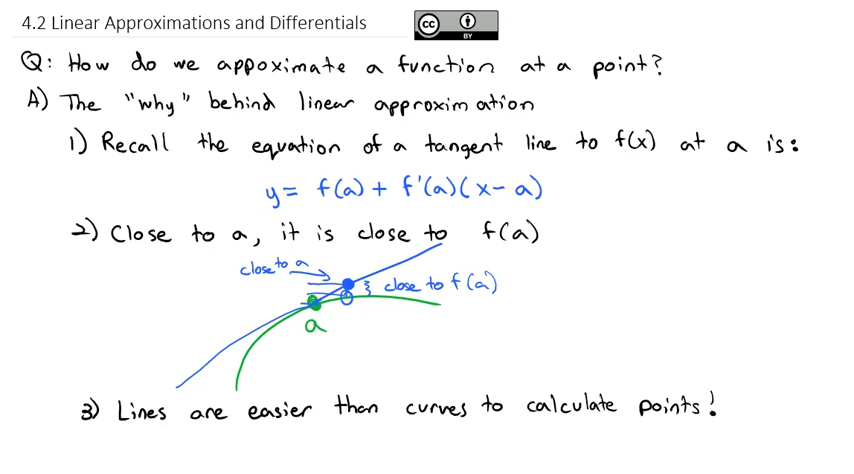 4.2 Linear Approximations and Differentials
cc BY
Q: How do we appoximate a function at a point?
A) The "why" behind linear approximation
1) Recall the equation of a tangent line to f(x) at a is:
y = f(a) + f'(a)(x - a)
2) Close to a, it is close to f(a)
close to a
close to f(a)
a
3) Lines are easier than curves to calculate points!